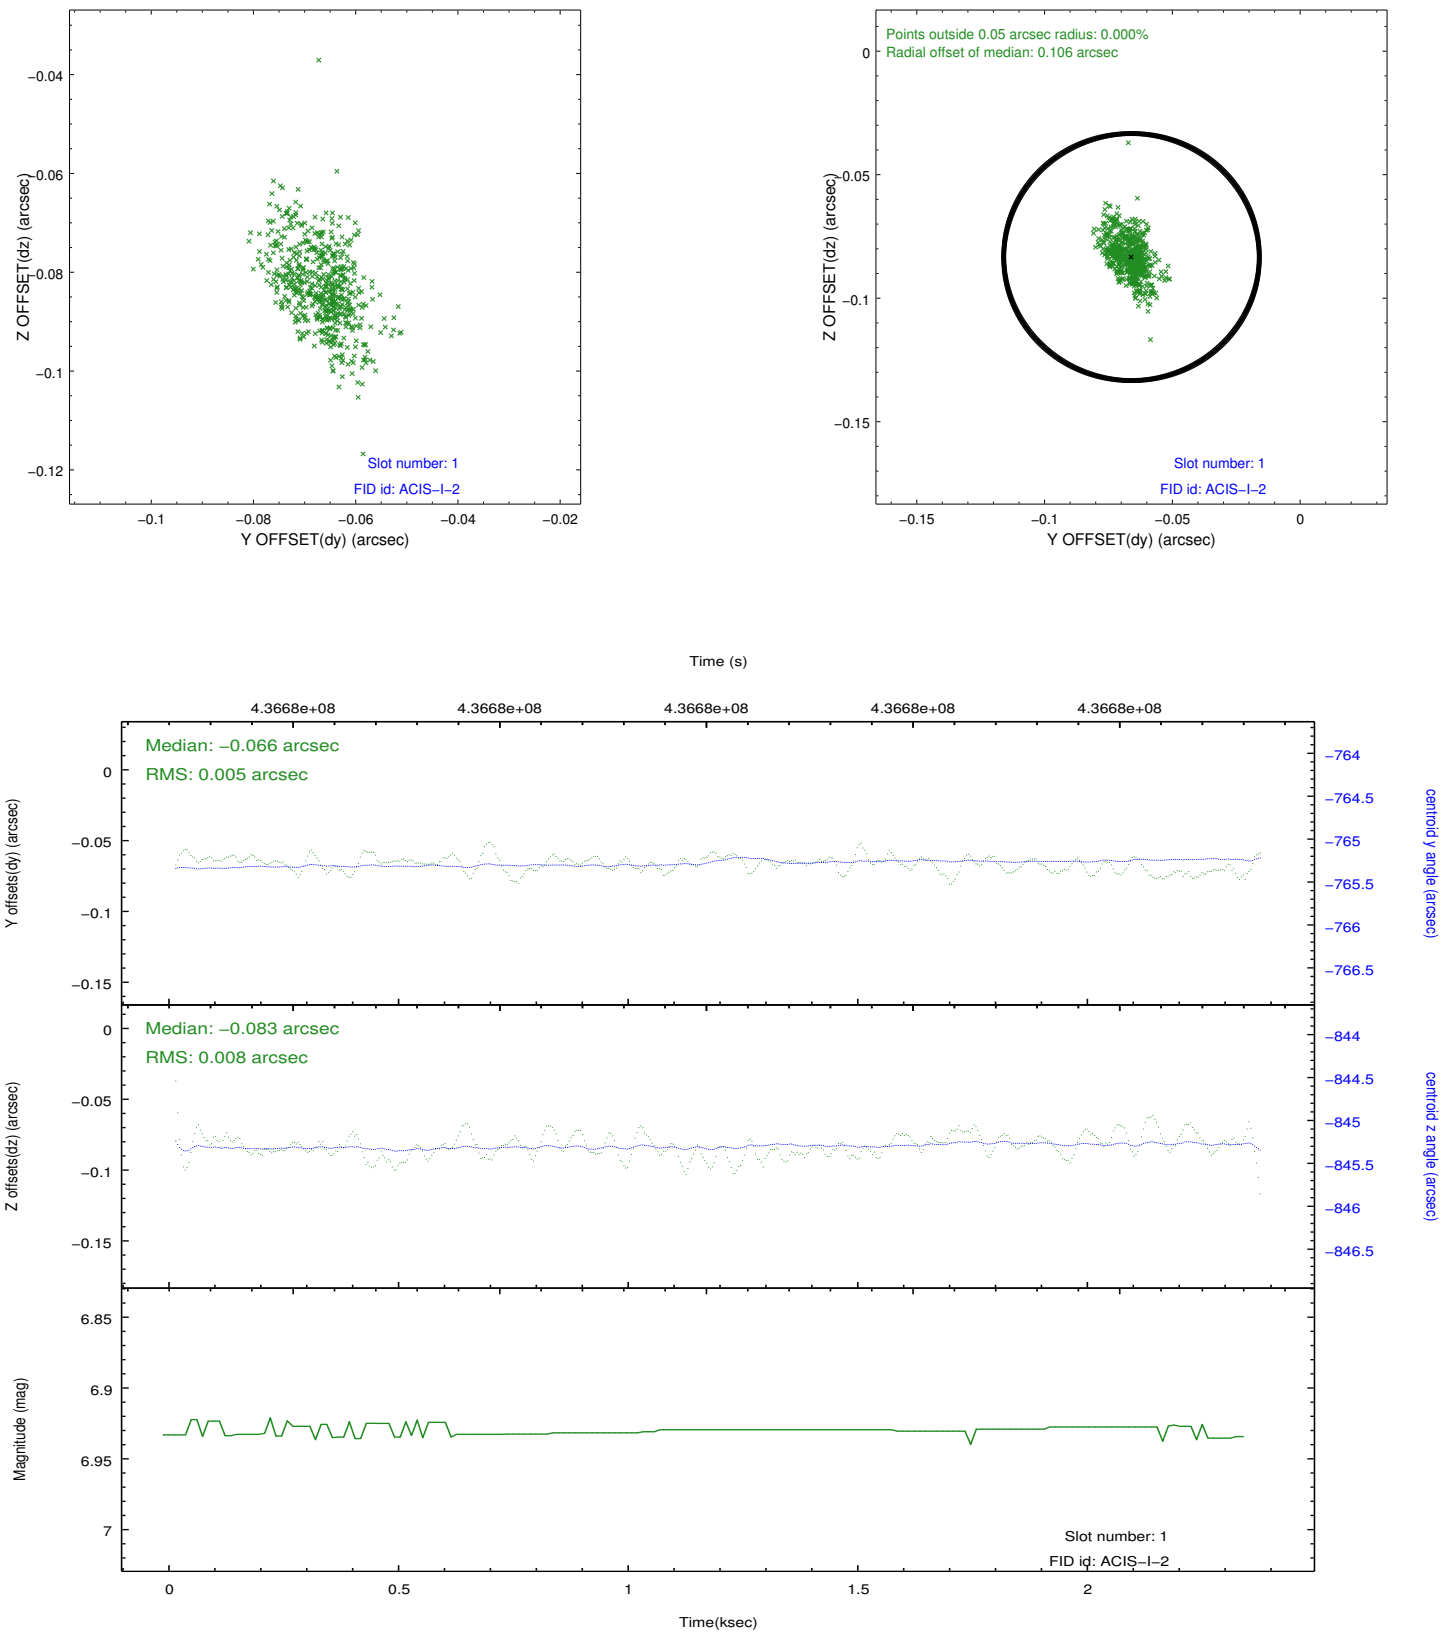 −0.04
−0.06
−0.08
−0.1
−0.12
Z OFFSET(dz) (arcsec)
Slot number: 1
FID id: ACIS−I−2
−0.1
−0.08
−0.06
−0.04
−0.02
Y OFFSET(dy) (arcsec)
Points outside 0.05 arcsec radius: 0.000%
Radial offset of median: 0.106 arcsec
0
−0.05
−0.1
−0.15
Z OFFSET(dz) (arcsec)
Slot number: 1
FID id: ACIS−I−2
−0.15
−0.1
−0.05
0
Y OFFSET(dy) (arcsec)
Time (s)
4.3668e+08
4.3668e+08
4.3668e+08
4.3668e+08
4.3668e+08
Median: −0.066 arcsec
RMS: 0.005 arcsec
0
−0.05
−0.1
−0.15
Y offsets(dy) (arcsec)
−764
−764.5
−765
−765.5
−766
−766.5
centroid y angle (arcsec)
Median: −0.083 arcsec
RMS: 0.008 arcsec
0
−0.05
−0.1
−0.15
Z offsets(dz) (arcsec)
−844
−844.5
−845
−845.5
−846
−846.5
centroid z angle (arcsec)
6.85
6.9
6.95
7
Magnitude (mag)
Slot number: 1
FID id: ACIS−I−2
0
0.5
1
1.5
2
Time(ksec)